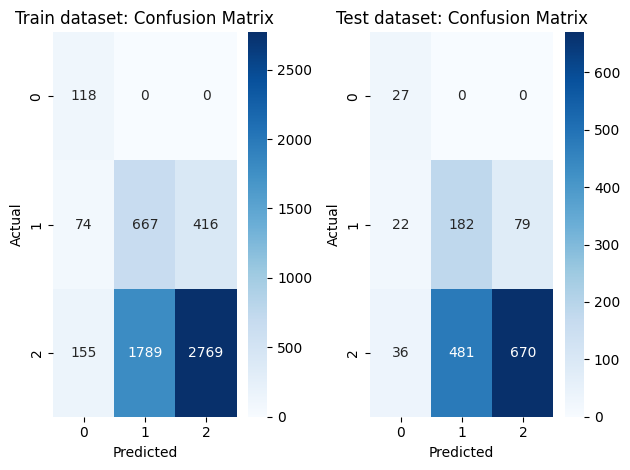 Train dataset: Confusion Matrix
Test dataset: Confusion Matrix
0 118 0 0
1 74 667 416
2 155 1789 2769
Actual
0 1 2
Predicted
2500
2000
1500
1000
500
0
0 27 0 0
1 22 182 79
2 36 481 670
Actual
0 1 2
Predicted
600
500
400
300
200
100
0